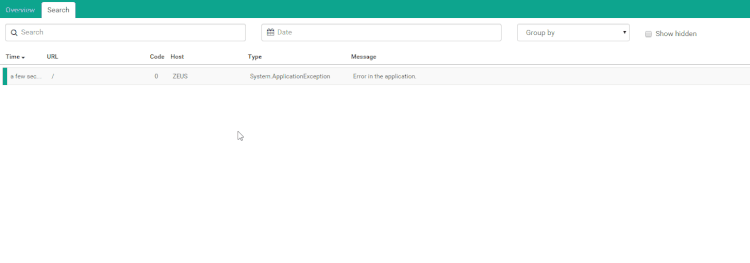 Overview Search
Search Date Group by Show hidden
Time URL Code Host Type Message
a few sec... / 0 ZEUS System.ApplicationException Error in the application.